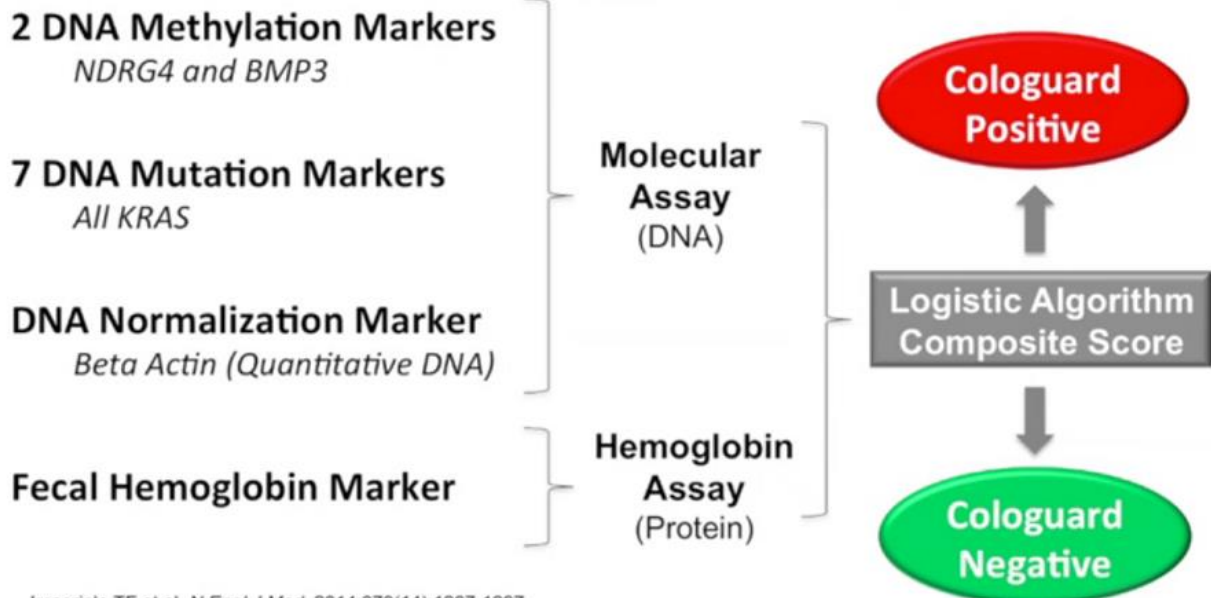 2 DNA Methylation Markers
NDRG4 and BMP3
7 DNA Mutation Markers
All KRAS
DNA Normalization Marker
Beta Actin (Quantitative DNA)
Fecal Hemoglobin Marker
Molecular
Assay
(DNA)
Hemoglobin
Assay
(Protein)
Cologuard
Positive
Logistic Algorithm
Composite Score
Cologuard
Negative